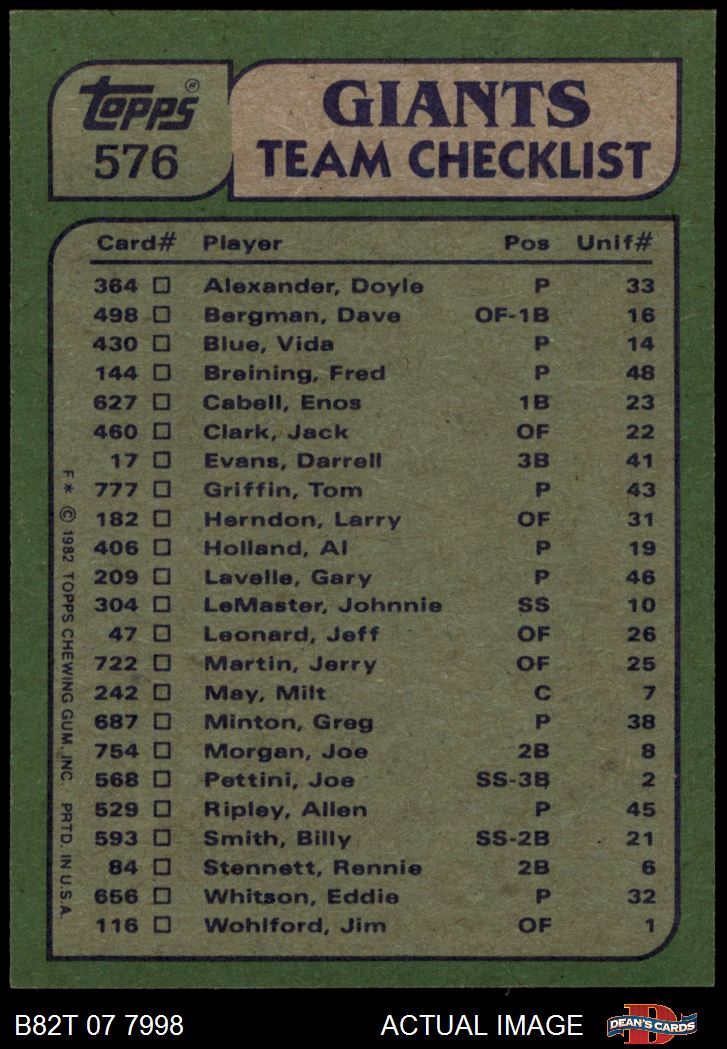 topps®
576
GIANTS
TEAM CHECKLIST
Card# Player Pos Unif#
364 Alexander, Doyle P 33
498 Bergman, Dave OF-1B 16
430 Blue, Vida P 14
144 Breining, Fred P 48
627 Cabell, Enos 1B 23
460 Clark, Jack OF 22
17 Evans, Darrell 3B 41
777 Griffin, Tom P 43
182 Herndon, Larry OF 31
406 Holland, Al P 19
209 Lavelle, Gary P 46
304 LeMaster, Johnnie SS 10
47 Leonard, Jeff OF 26
722 Martin, Jerry OF 25
242 May, Milt C 7
687 Minton, Greg P 38
754 Morgan, Joe 2B 8
568 Pettini, Joe SS-3B 2
529 Ripley, Allen P 45
593 Smith, Billy SS-2B 21
84 Stennett, Rennie 2B 6
656 Whitson, Eddie P 32
116 Wohlford, Jim OF 1
F* © 1982 TOPPS CHEWING GUM, INC. PRTD. IN U.S.A.
B82T 07 7998 ACTUAL IMAGE
D
DEAN'S CARDS